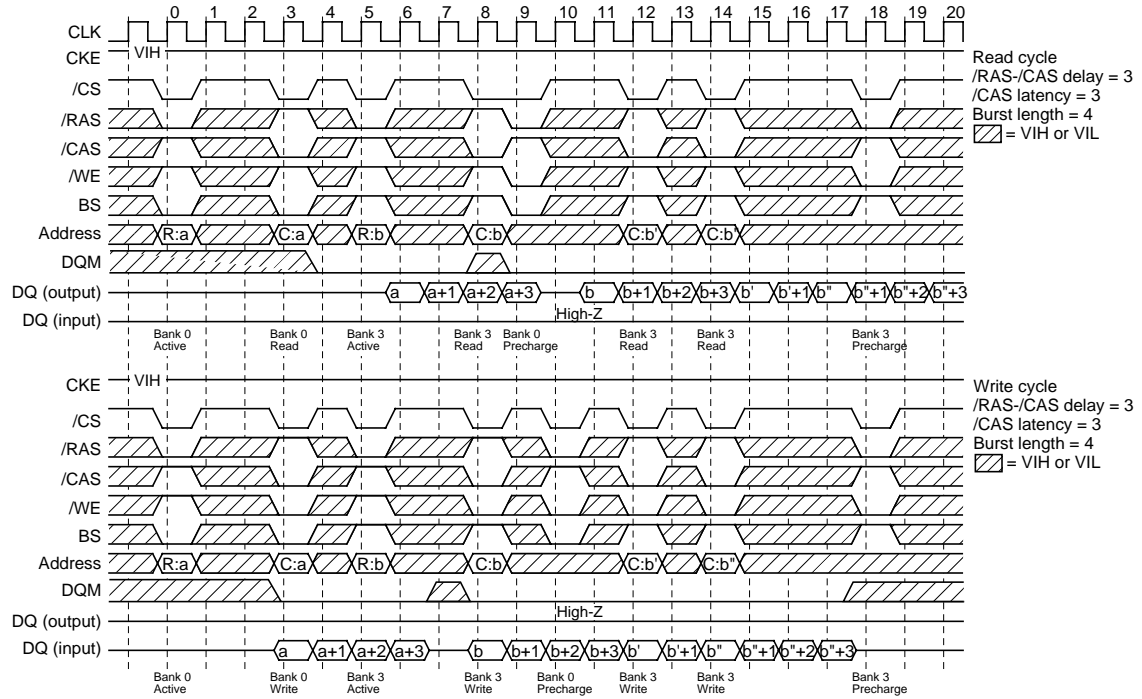 0 1 2 3 4 5 6 7 8 9 10 11 12 13 14 15 16 17 18 19 20
CLK
CKE VIH
/CS
/RAS
/CAS
/WE
BS
Address R:a C:a R:b C:b C:b' C:b"
DQM
DQ (output) a a+1 a+2 a+3 b b+1 b+2 b+3 b' b'+1 b" b"+1 b"+2 b"+3
DQ (input) High-Z
Bank 0 Active
Bank 0 Read
Bank 3 Active
Bank 3 Read
Bank 0 Precharge
Bank 3 Read
Bank 3 Read
Bank 3 Precharge
Read cycle
/RAS-/CAS delay = 3
/CAS latency = 3
Burst length = 4
= VIH or VIL
CKE VIH
/CS
/RAS
/CAS
/WE
BS
Address R:a C:a R:b C:b C:b' C:b"
DQM
DQ (output) High-Z
DQ (input) a a+1 a+2 a+3 b b+1 b+2 b+3 b' b'+1 b" b"+1 b"+2 b"+3
Bank 0 Active
Bank 0 Write
Bank 3 Active
Bank 3 Write
Bank 0 Precharge
Bank 3 Write
Bank 3 Write
Bank 3 Precharge
Write cycle
/RAS-/CAS delay = 3
/CAS latency = 3
Burst length = 4
= VIH or VIL